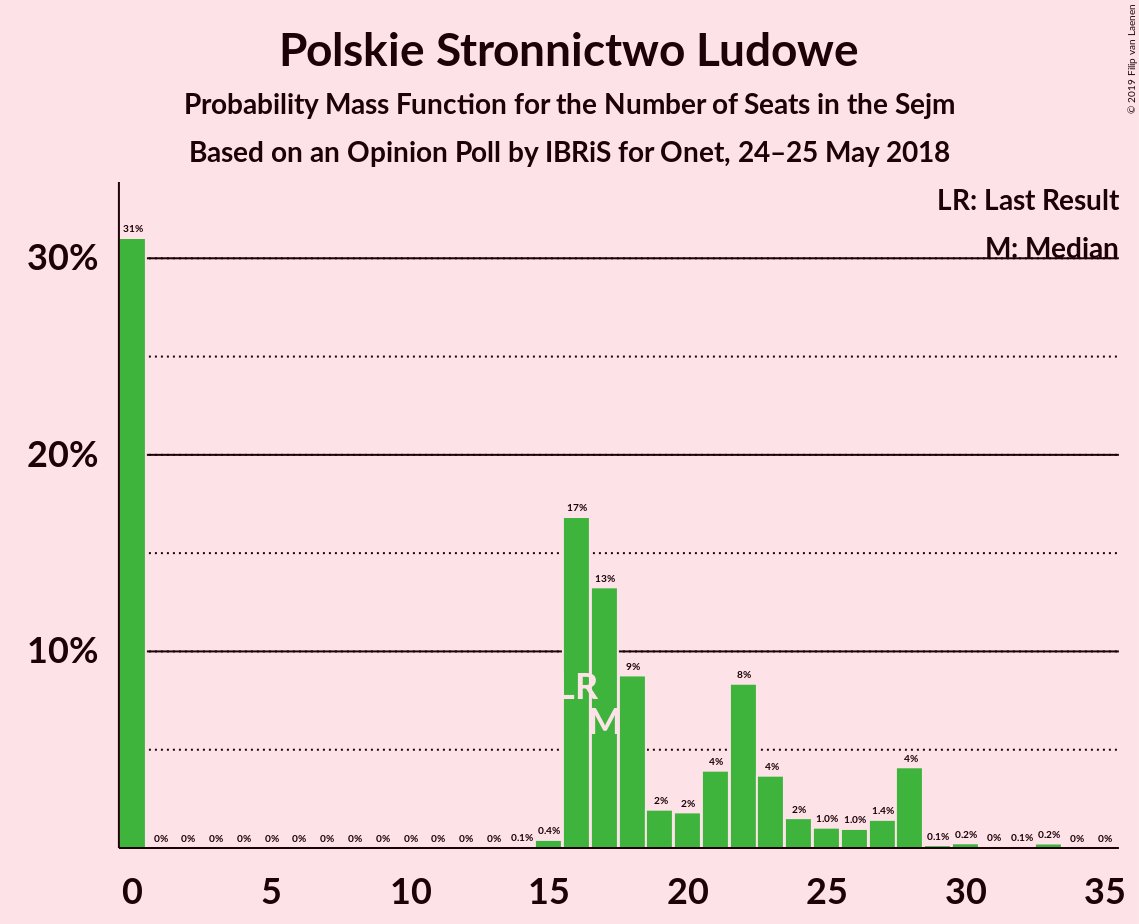 Polskie Stronnictwo Ludowe
Probability Mass Function for the Number of Seats in the Sejm
Based on an Opinion Poll by IBRiS for Onet, 24–25 May 2018
© 2019 Filip van Laenen
LR: Last Result
M: Median
30%
20%
10%
31% 0% 0% 0% 0% 0% 0% 0% 0% 0% 0% 0% 0% 0% 0.1% 0.4% 17% 13% 9% 2% 2% 4% 8% 4% 2% 1.0% 1.0% 1.4% 4% 0.1% 0.2% 0% 0.1% 0.2% 0% 0%
LR
M
0 5 10 15 20 25 30 35